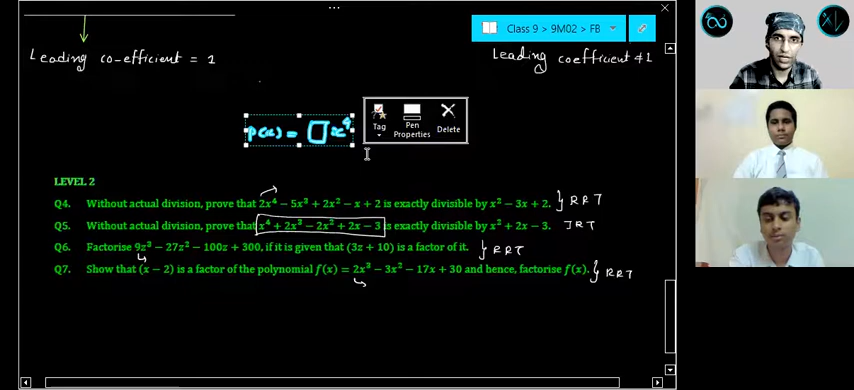 Class 9 > 9M02 > FB
Leading co-efficient = 1
Leading coefficient ≠ 1
p(x) = □x⁴
Tag
Pen Properties
Delete
LEVEL 2
Q4. Without actual division, prove that 2x⁴ − 5x³ + 2x² − x + 2 is exactly divisible by x² − 3x + 2. } RRT
Q5. Without actual division, prove that x⁴ + 2x³ − 2x² + 2x − 3 is exactly divisible by x² + 2x − 3. IRT
Q6. Factorise 9z³ − 27z² − 100z + 300, if it is given that (3z + 10) is a factor of it. } RRT
Q7. Show that (x − 2) is a factor of the polynomial f(x) = 2x³ − 3x² − 17x + 30 and hence, factorise f(x). } RRT